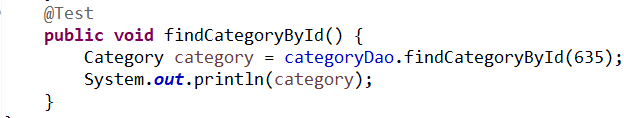 @Test
public void findCategoryById() {
    Category category = categoryDao.findCategoryById(635);
    System.out.println(category);
}